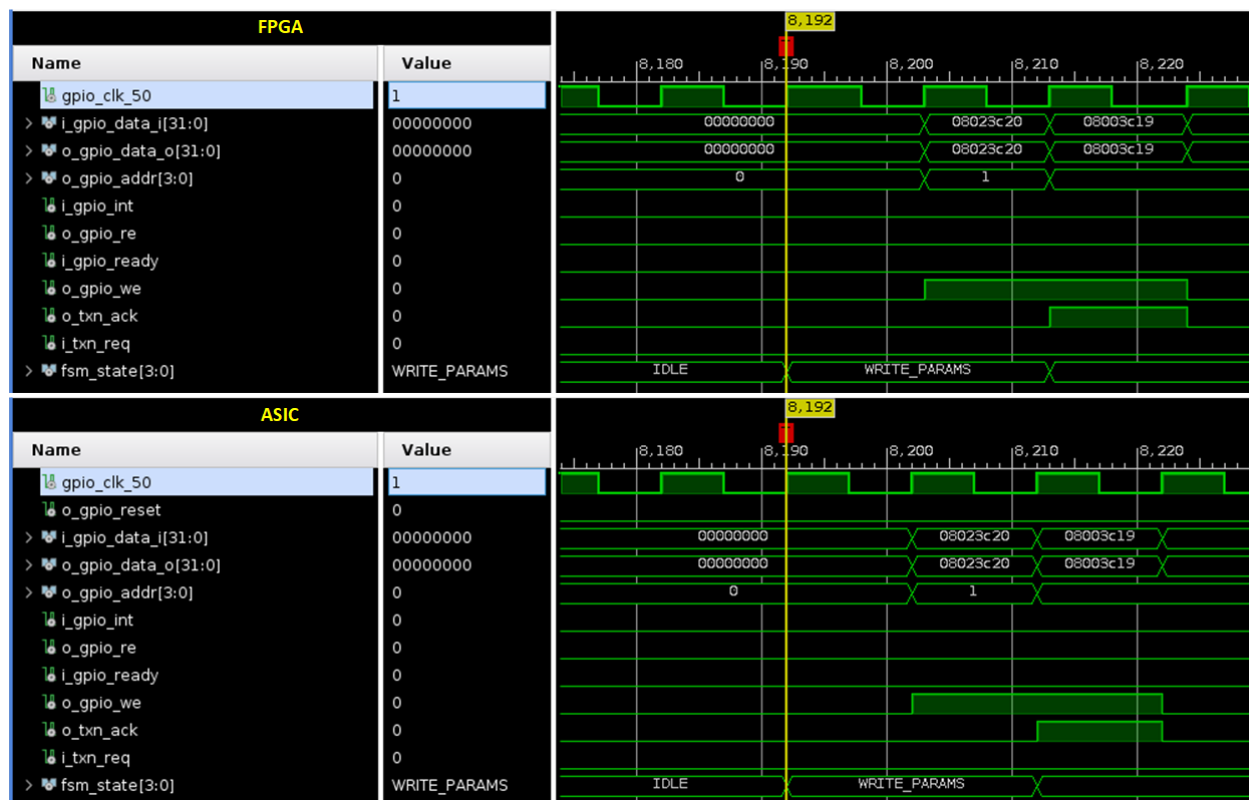 FPGA
8,192
Name Value
8,180 8,190 8,200 8,210 8,220
gpio_clk_50 1
i_gpio_data_i[31:0] 00000000 00000000 08023c20 08003c19
o_gpio_data_o[31:0] 00000000 00000000 08023c20 08003c19
o_gpio_addr[3:0] 0 0 1
i_gpio_int 0
o_gpio_re 0
i_gpio_ready 0
o_gpio_we 0
o_txn_ack 0
i_txn_req 0
fsm_state[3:0] WRITE_PARAMS IDLE WRITE_PARAMS
ASIC
8,192
Name Value
8,180 8,190 8,200 8,210 8,220
gpio_clk_50 1
o_gpio_reset 0
i_gpio_data_i[31:0] 00000000 00000000 08023c20 08003c19
o_gpio_data_o[31:0] 00000000 00000000 08023c20 08003c19
o_gpio_addr[3:0] 0 0 1
i_gpio_int 0
o_gpio_re 0
i_gpio_ready 0
o_gpio_we 0
o_txn_ack 0
i_txn_req 0
fsm_state[3:0] WRITE_PARAMS IDLE WRITE_PARAMS